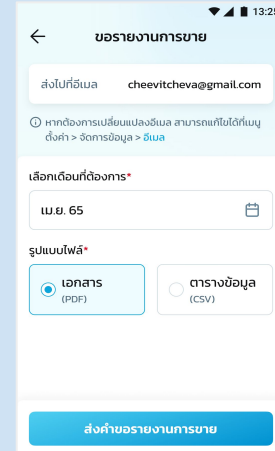 13:25
ขอรายงานการขาย
ส่งไปที่อีเมล cheevitcheva@gmail.com
หากต้องการเปลี่ยนแปลงอีเมล สามารถแก้ไขได้ที่เมนู
ตั้งค่า > จัดการข้อมูล > อีเมล
เลือกเดือนที่ต้องการ*
เม.ย. 65
รูปแบบไฟล์*
เอกสาร
(PDF)
ตารางข้อมูล
(CSV)
ส่งคำขอรายงานการขาย